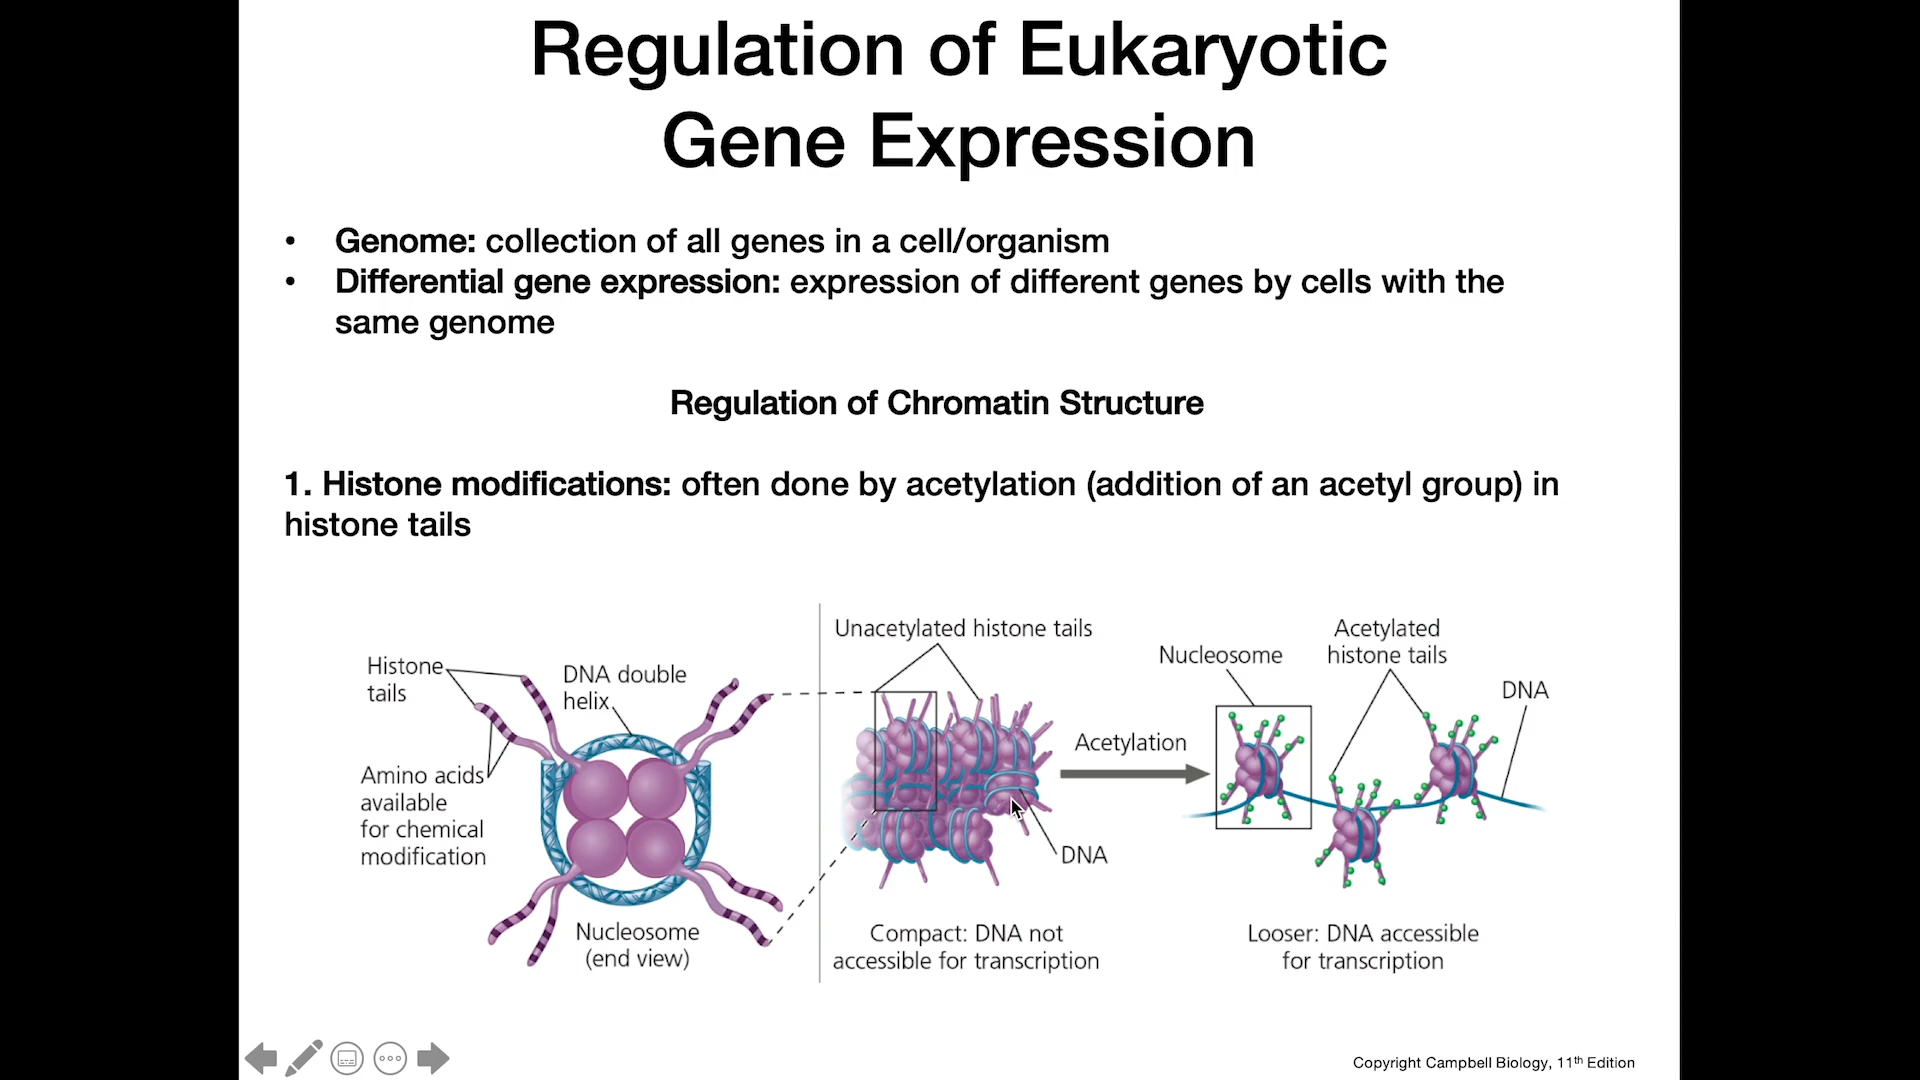 Regulation of Eukaryotic
Gene Expression
• Genome: collection of all genes in a cell/organism
• Differential gene expression: expression of different genes by cells with the
same genome
Regulation of Chromatin Structure
1. Histone modifications: often done by acetylation (addition of an acetyl group) in
histone tails
Histone
tails
DNA double
helix
Amino acids
available
for chemical
modification
Nucleosome
(end view)
Unacetylated histone tails
DNA
Compact: DNA not
accessible for transcription
Acetylation
Nucleosome
Acetylated
histone tails
DNA
Looser: DNA accessible
for transcription
Copyright Campbell Biology, 11th Edition